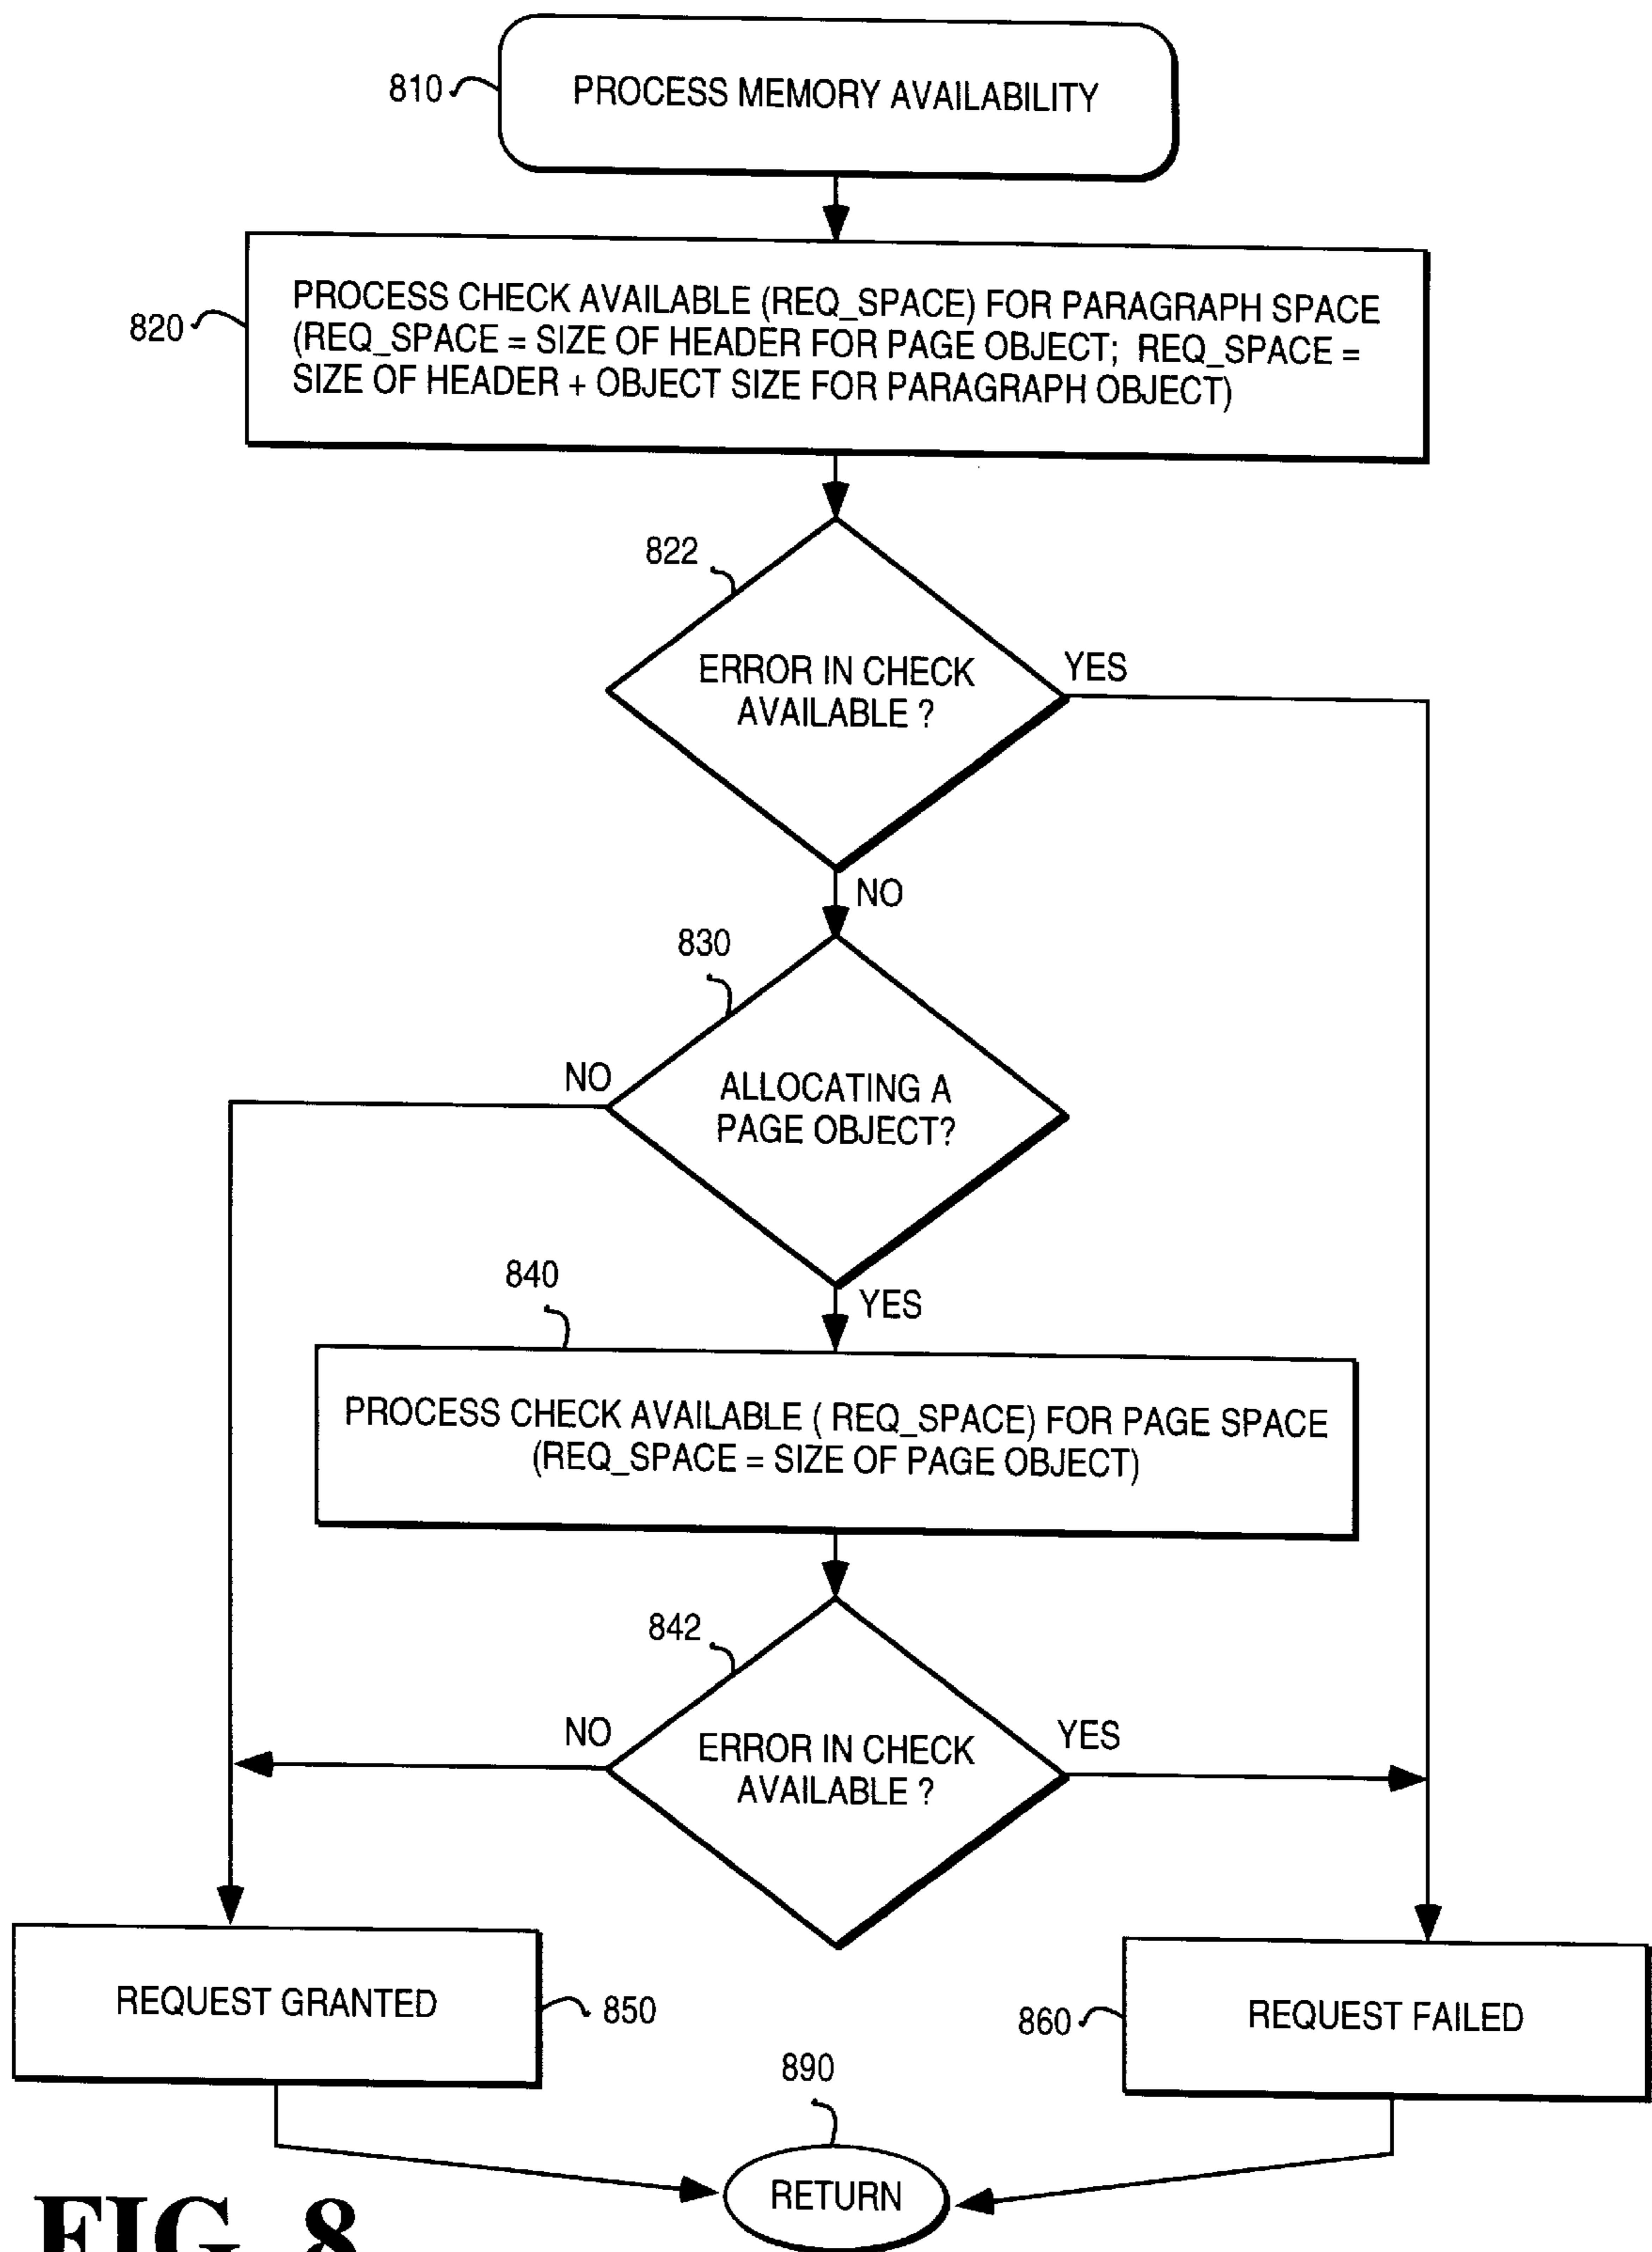 810
PROCESS MEMORY AVAILABILITY
820
PROCESS CHECK AVAILABLE (REQ_SPACE) FOR PARAGRAPH SPACE
(REQ_SPACE = SIZE OF HEADER FOR PAGE OBJECT; REQ_SPACE =
SIZE OF HEADER + OBJECT SIZE FOR PARAGRAPH OBJECT)
822
ERROR IN CHECK
AVAILABLE ?
YES
NO
830
NO
ALLOCATING A
PAGE OBJECT?
840
YES
PROCESS CHECK AVAILABLE ( REQ_SPACE) FOR PAGE SPACE
(REQ_SPACE = SIZE OF PAGE OBJECT)
842
NO
ERROR IN CHECK
AVAILABLE ?
YES
REQUEST GRANTED
850
860
REQUEST FAILED
890
RETURN
FIG. 8